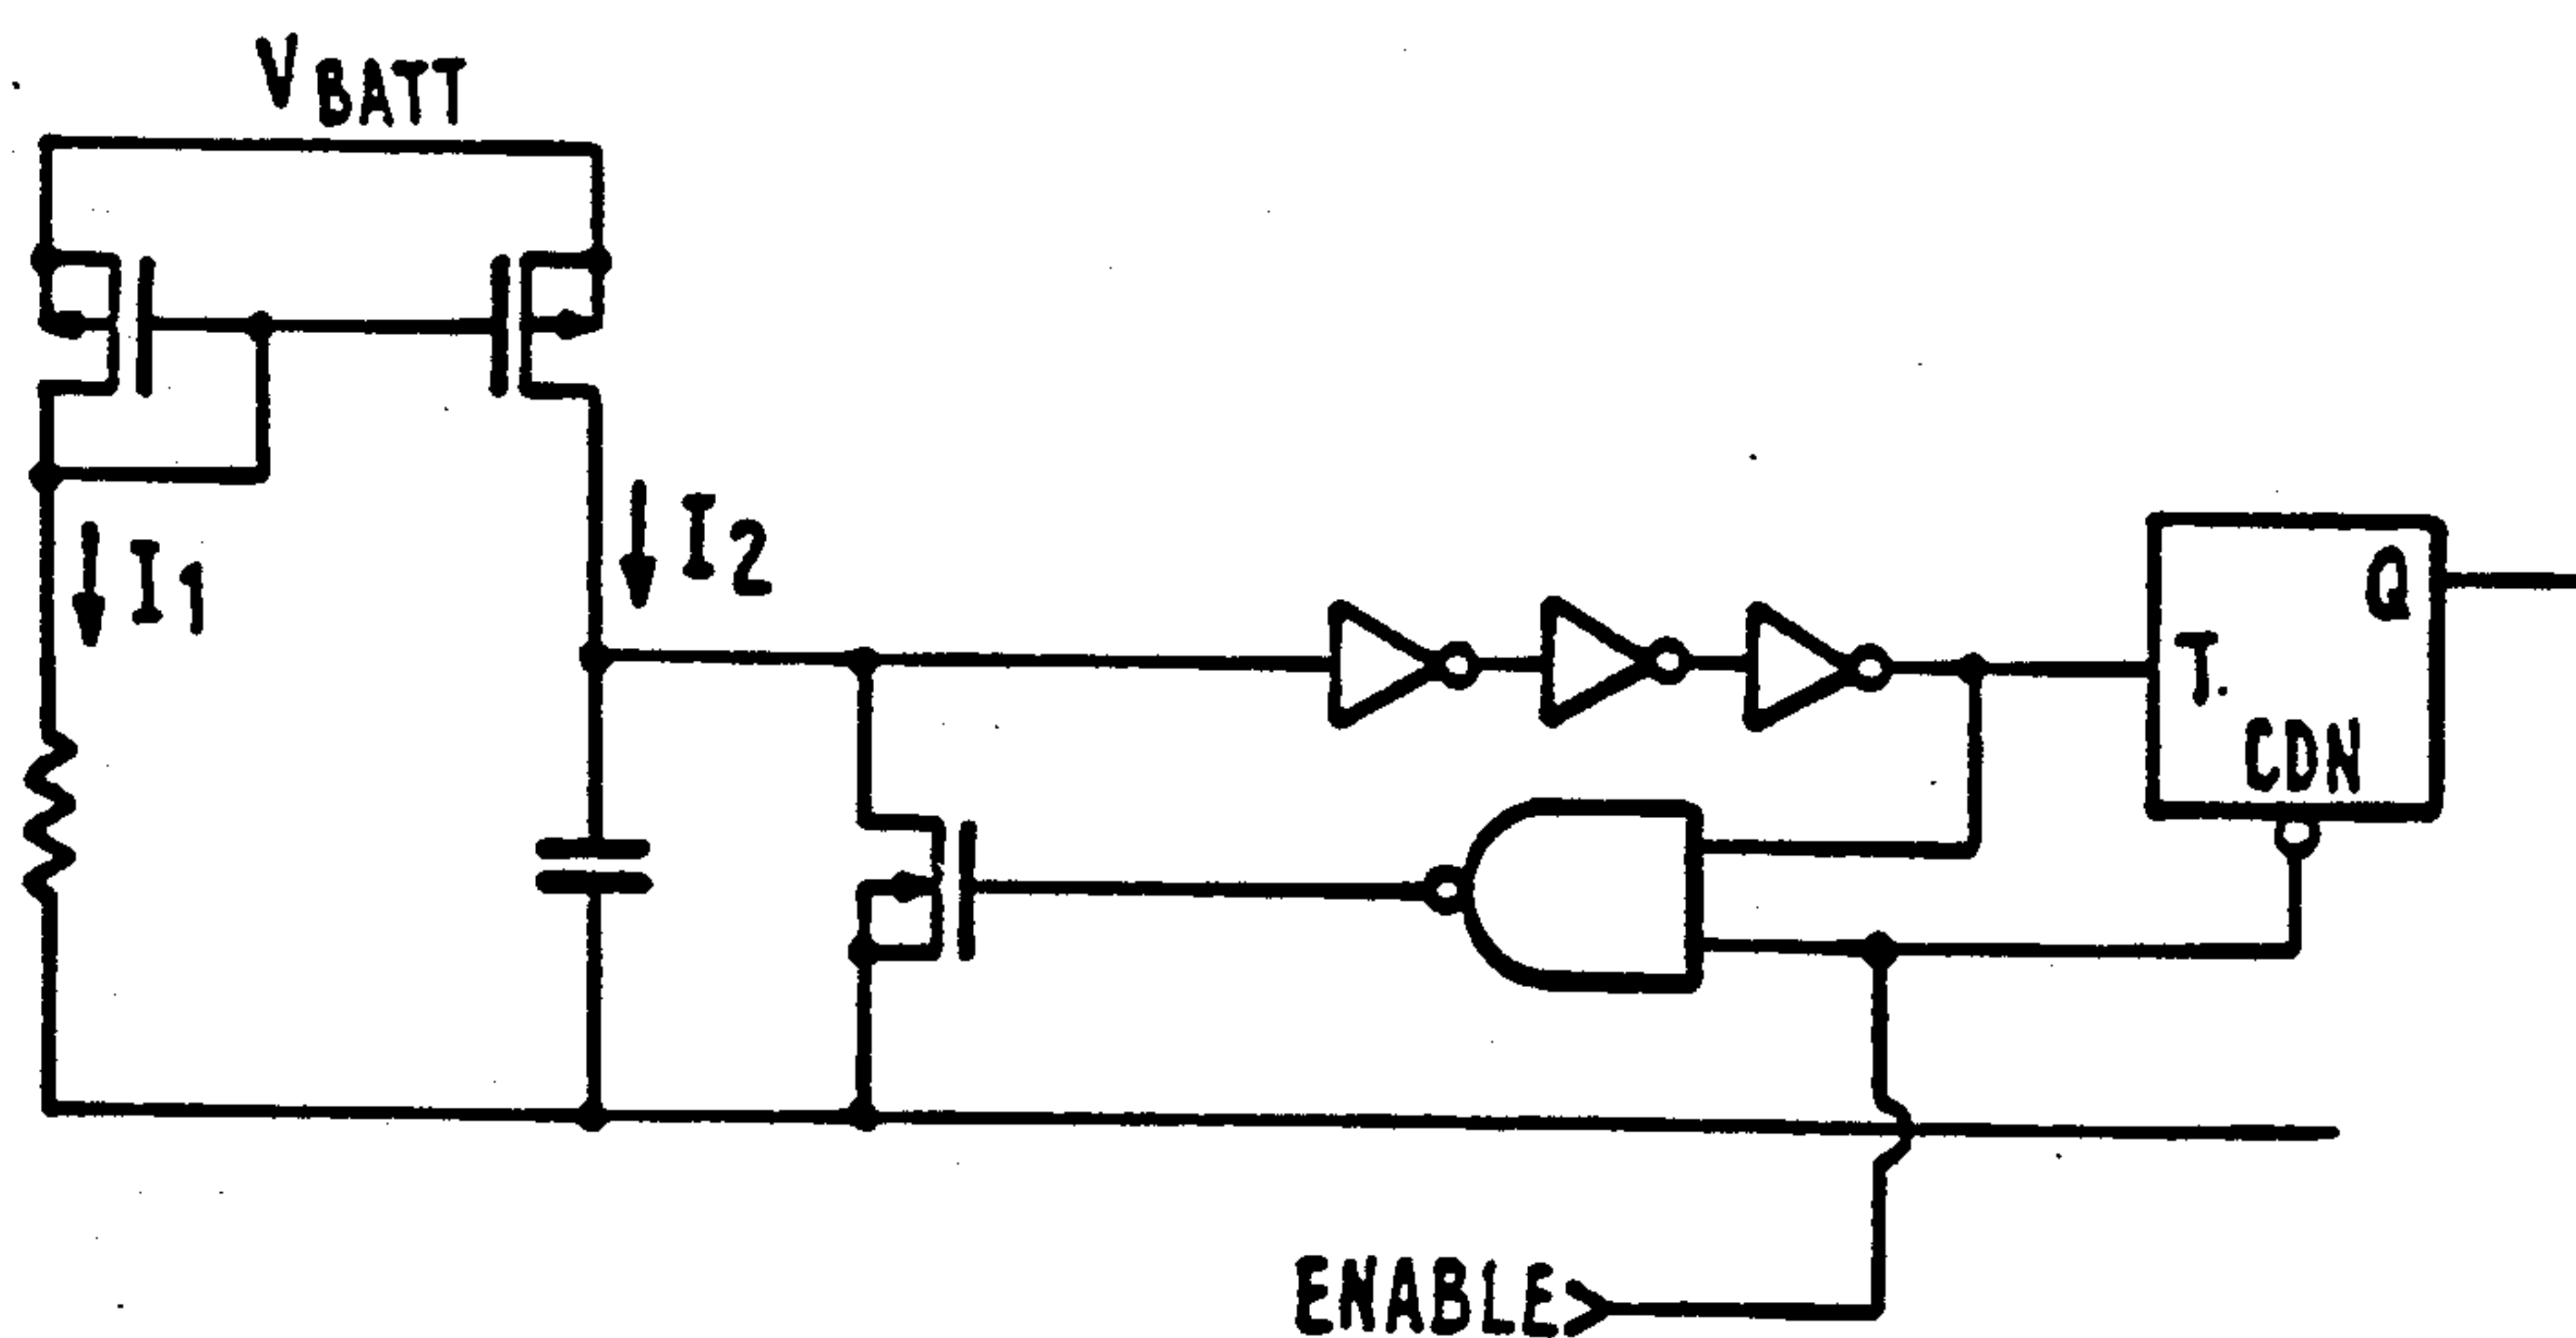 VBATT
I1
I2
Q
T
CDN
ENABLE